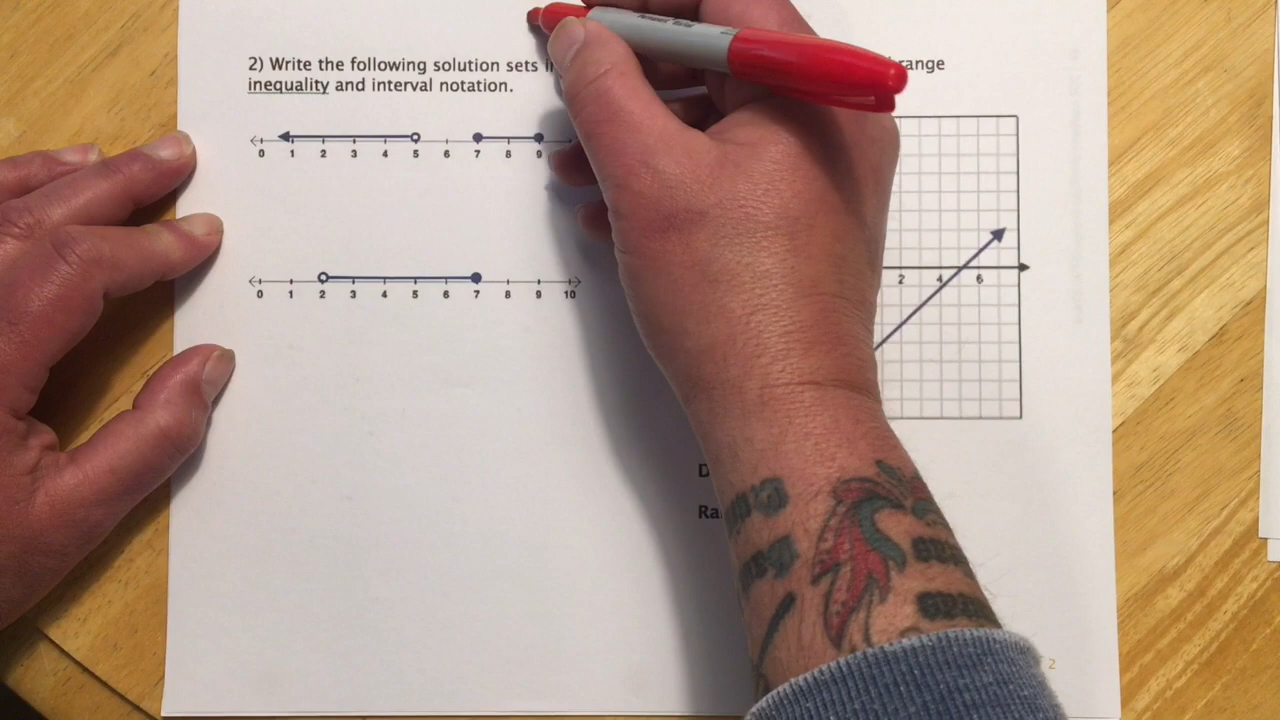 2) Write the following solution sets
range
inequality and interval notation.
0 1 2 3 4 5 6 7 8 9
2 4 6
0 1 2 3 4 5 6 7 8 9 10
2